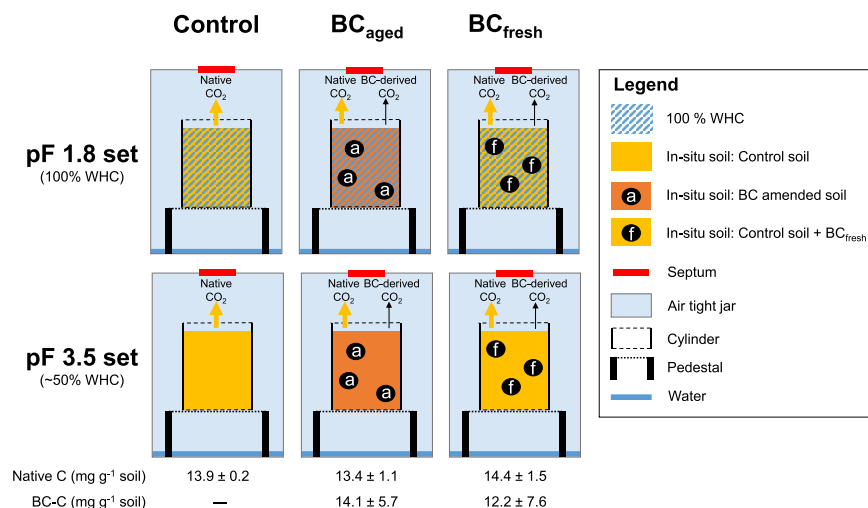 Control BC_aged BC_fresh
Native CO₂
Native CO₂ BC-derived CO₂
Native CO₂ BC-derived CO₂
pF 1.8 set
(100% WHC)
a
a
a
f
f
f
Native CO₂
Native CO₂ BC-derived CO₂
Native CO₂ BC-derived CO₂
pF 3.5 set
(~50% WHC)
a
a
a
f
f
f
Native C (mg g⁻¹ soil) 13.9 ± 0.2 13.4 ± 1.1 14.4 ± 1.5
BC-C (mg g⁻¹ soil) — 14.1 ± 5.7 12.2 ± 7.6
Legend
100 % WHC
In-situ soil: Control soil
a In-situ soil: BC amended soil
f In-situ soil: Control soil + BC_fresh
Septum
Air tight jar
Cylinder
Pedestal
Water